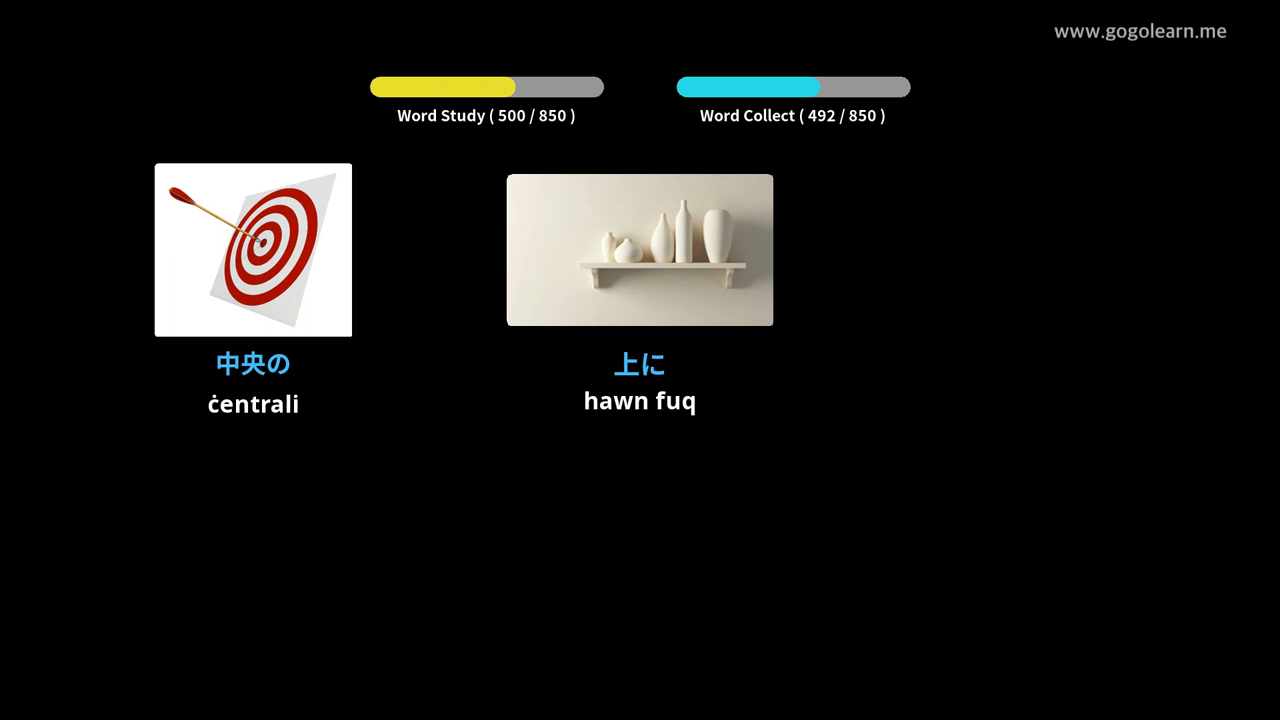 www.gogolearn.me
Word Study ( 500 / 850 )
Word Collect ( 492 / 850 )
中央の
ċentrali
上に
hawn fuq